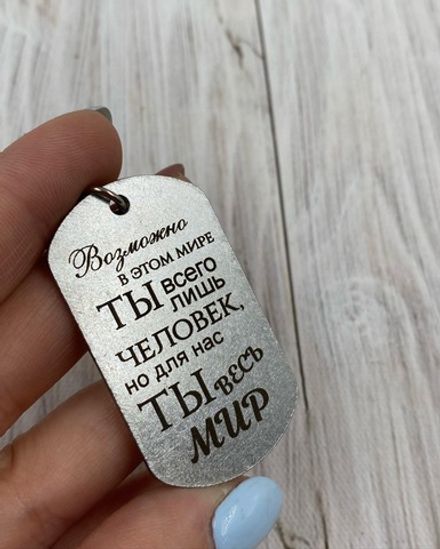 Возможно
в этом мире
ты всего
лишь
человек,
но для нас
ты весь
мир